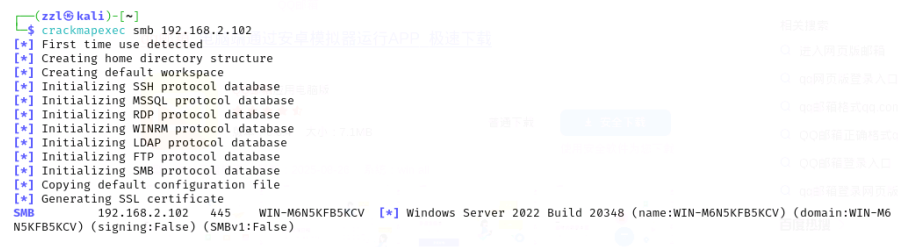 (zzl㉿kali)-[~]
$ crackmapexec smb 192.168.2.102
[*] First time use detected
[*] Creating home directory structure
[*] Creating default workspace
[*] Initializing SSH protocol database
[*] Initializing MSSQL protocol database
[*] Initializing RDP protocol database
[*] Initializing WINRM protocol database
[*] Initializing LDAP protocol database
[*] Initializing FTP protocol database
[*] Initializing SMB protocol database
[*] Copying default configuration file
[*] Generating SSL certificate
SMB 192.168.2.102 445 WIN-M6N5KFB5KCV [*] Windows Server 2022 Build 20348 (name:WIN-M6N5KFB5KCV) (domain:WIN-M6
N5KFB5KCV) (signing:False) (SMBv1:False)